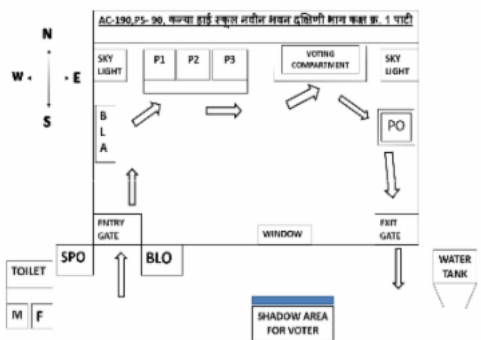 AC-190,PS- 90, कन्या हाई स्कूल नवीन भवन दक्षिणी भाग कक्ष क्र. 1 पाटी
N
W
E
S
SKY LIGHT
P1
P2
P3
VOTING COMPARTMENT
SKY LIGHT
B
L
A
PO
ENTRY GATE
WINDOW
EXIT GATE
SPO
BLO
TOILET
M
F
WATER TANK
SHADOW AREA
FOR VOTER